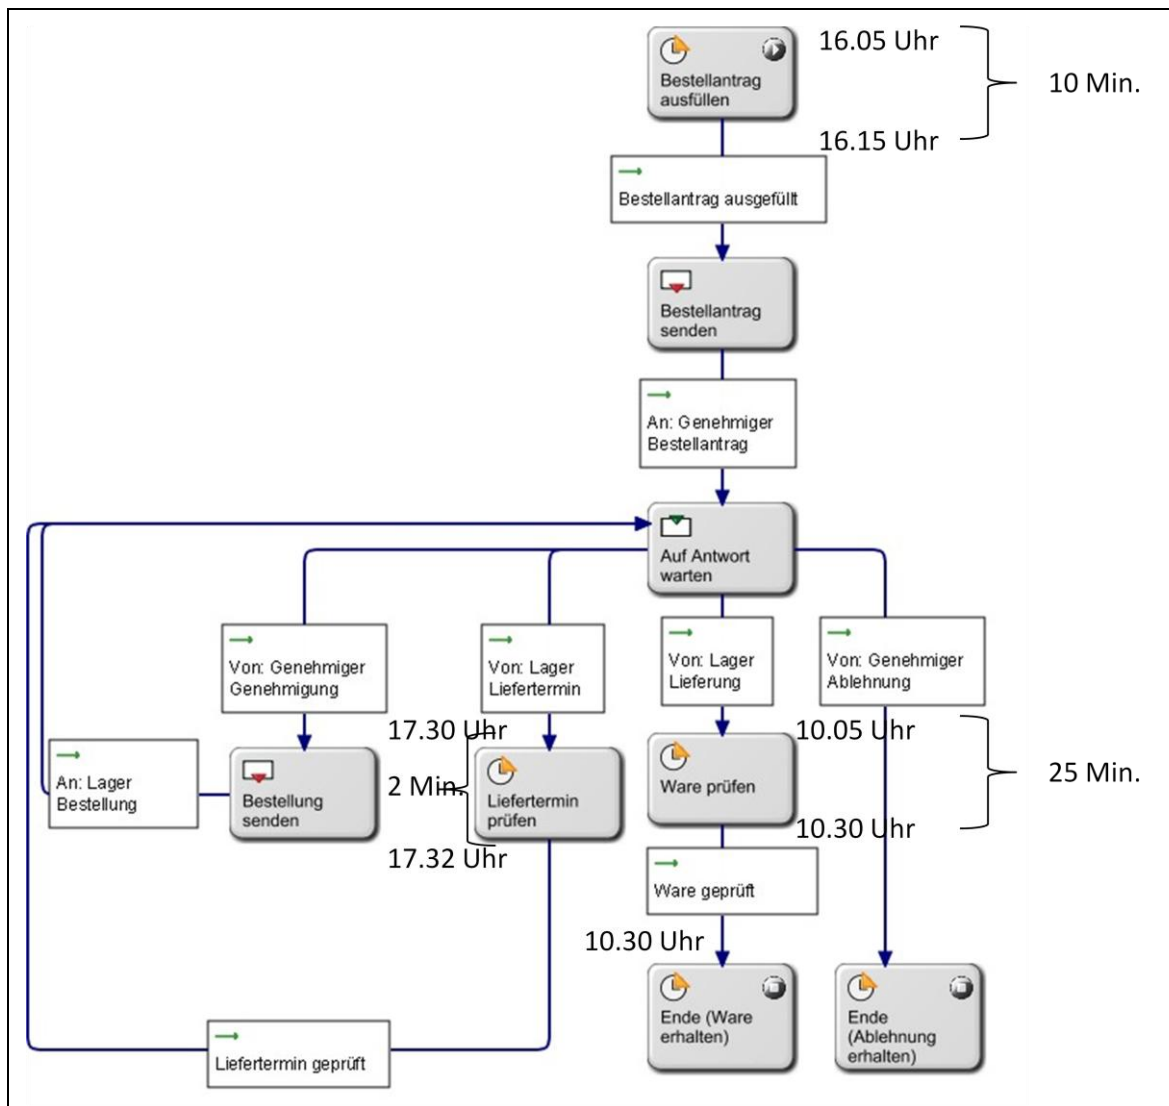 16.05 Uhr
Bestellantrag
ausfüllen
10 Min.
16.15 Uhr
Bestellantrag ausgefüllt
Bestellantrag
senden
An: Genehmiger
Bestellantrag
Auf Antwort
warten
Von: Genehmiger
Genehmigung
Von: Lager
Liefertermin
Von: Lager
Lieferung
Von: Genehmiger
Ablehnung
17.30 Uhr
10.05 Uhr
An: Lager
Bestellung
Bestellung
senden
2 Min.
Liefertermin
prüfen
Ware prüfen
25 Min.
17.32 Uhr
10.30 Uhr
Ware geprüft
10.30 Uhr
Ende (Ware
erhalten)
Ende
(Ablehnung
erhalten)
Liefertermin geprüft